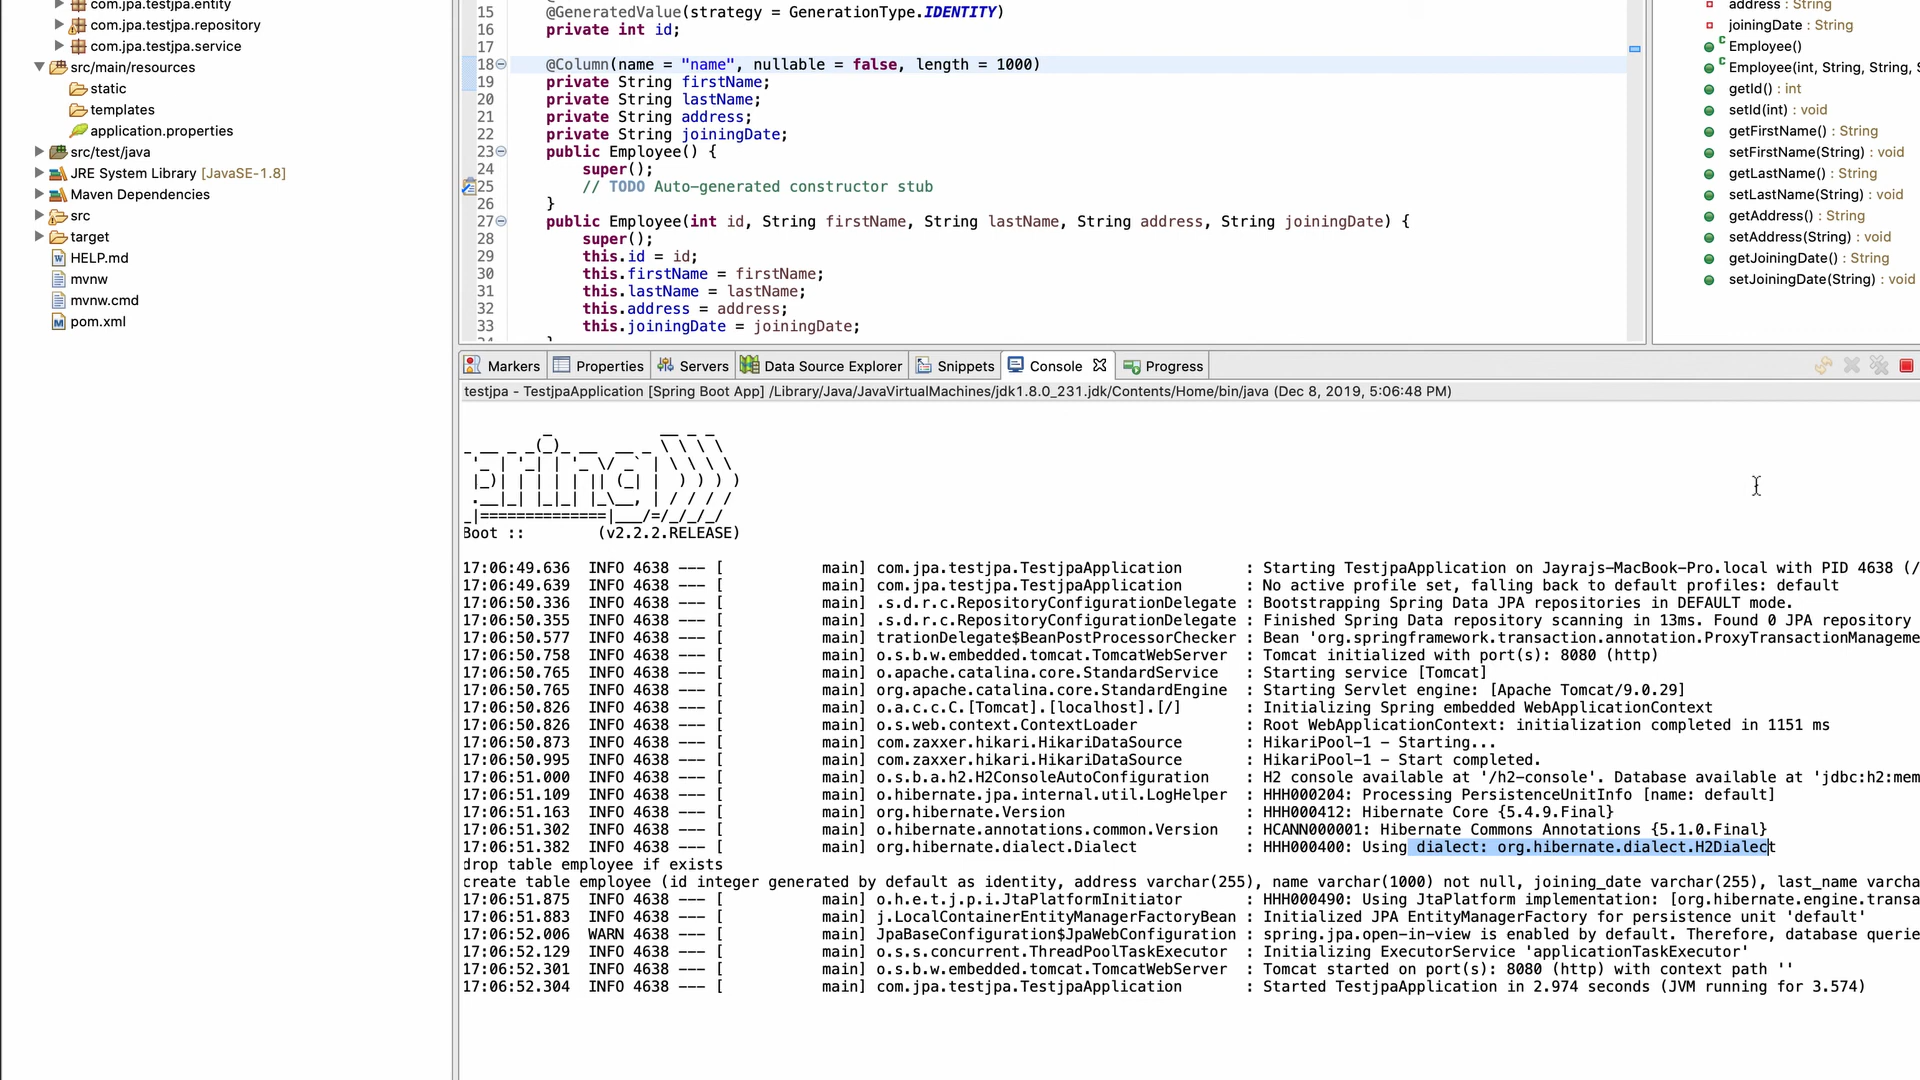 com.jpa.testjpa.entity
com.jpa.testjpa.repository
com.jpa.testjpa.service
src/main/resources
static
templates
application.properties
src/test/java
JRE System Library [JavaSE-1.8]
Maven Dependencies
src
target
HELP.md
mvnw
mvnw.cmd
pom.xml
15 @GeneratedValue(strategy = GenerationType.IDENTITY)
16 private int id;
17
18 @Column(name = "name", nullable = false, length = 1000)
19 private String firstName;
20 private String lastName;
21 private String address;
22 private String joiningDate;
23 public Employee() {
24 super();
25 // TODO Auto-generated constructor stub
26 }
27 public Employee(int id, String firstName, String lastName, String address, String joiningDate) {
28 super();
29 this.id = id;
30 this.firstName = firstName;
31 this.lastName = lastName;
32 this.address = address;
33 this.joiningDate = joiningDate;
address : String
joiningDate : String
Employee()
Employee(int, String, String, S
getId() : int
setId(int) : void
getFirstName() : String
setFirstName(String) : void
getLastName() : String
setLastName(String) : void
getAddress() : String
setAddress(String) : void
getJoiningDate() : String
setJoiningDate(String) : void
Markers Properties Servers Data Source Explorer Snippets Console Progress
testjpa - TestjpaApplication [Spring Boot App] /Library/Java/JavaVirtualMachines/jdk1.8.0_231.jdk/Contents/Home/bin/java (Dec 8, 2019, 5:06:48 PM)
Boot :: (v2.2.2.RELEASE)
17:06:49.636 INFO 4638 --- [ main] com.jpa.testjpa.TestjpaApplication : Starting TestjpaApplication on Jayrajs-MacBook-Pro.local with PID 4638 (/
17:06:49.639 INFO 4638 --- [ main] com.jpa.testjpa.TestjpaApplication : No active profile set, falling back to default profiles: default
17:06:50.336 INFO 4638 --- [ main] .s.d.r.c.RepositoryConfigurationDelegate : Bootstrapping Spring Data JPA repositories in DEFAULT mode.
17:06:50.355 INFO 4638 --- [ main] .s.d.r.c.RepositoryConfigurationDelegate : Finished Spring Data repository scanning in 13ms. Found 0 JPA repository
17:06:50.577 INFO 4638 --- [ main] trationDelegate$BeanPostProcessorChecker : Bean 'org.springframework.transaction.annotation.ProxyTransactionManageme
17:06:50.758 INFO 4638 --- [ main] o.s.b.w.embedded.tomcat.TomcatWebServer : Tomcat initialized with port(s): 8080 (http)
17:06:50.765 INFO 4638 --- [ main] o.apache.catalina.core.StandardService : Starting service [Tomcat]
17:06:50.765 INFO 4638 --- [ main] org.apache.catalina.core.StandardEngine : Starting Servlet engine: [Apache Tomcat/9.0.29]
17:06:50.826 INFO 4638 --- [ main] o.a.c.c.C.[Tomcat].[localhost].[/] : Initializing Spring embedded WebApplicationContext
17:06:50.826 INFO 4638 --- [ main] o.s.web.context.ContextLoader : Root WebApplicationContext: initialization completed in 1151 ms
17:06:50.873 INFO 4638 --- [ main] com.zaxxer.hikari.HikariDataSource : HikariPool-1 - Starting...
17:06:50.995 INFO 4638 --- [ main] com.zaxxer.hikari.HikariDataSource : HikariPool-1 - Start completed.
17:06:51.000 INFO 4638 --- [ main] o.s.b.a.h2.H2ConsoleAutoConfiguration : H2 console available at '/h2-console'. Database available at 'jdbc:h2:mem
17:06:51.109 INFO 4638 --- [ main] o.hibernate.jpa.internal.util.LogHelper : HHH000204: Processing PersistenceUnitInfo [name: default]
17:06:51.163 INFO 4638 --- [ main] org.hibernate.Version : HHH000412: Hibernate Core {5.4.9.Final}
17:06:51.302 INFO 4638 --- [ main] o.hibernate.annotations.common.Version : HCANN000001: Hibernate Commons Annotations {5.1.0.Final}
17:06:51.382 INFO 4638 --- [ main] org.hibernate.dialect.Dialect : HHH000400: Using dialect: org.hibernate.dialect.H2Dialect
drop table employee if exists
create table employee (id integer generated by default as identity, address varchar(255), name varchar(1000) not null, joining_date varchar(255), last_name varcha
17:06:51.875 INFO 4638 --- [ main] o.h.e.t.j.p.i.JtaPlatformInitiator : HHH000490: Using JtaPlatform implementation: [org.hibernate.engine.transa
17:06:51.883 INFO 4638 --- [ main] j.LocalContainerEntityManagerFactoryBean : Initialized JPA EntityManagerFactory for persistence unit 'default'
17:06:52.006 WARN 4638 --- [ main] JpaBaseConfiguration$JpaWebConfiguration : spring.jpa.open-in-view is enabled by default. Therefore, database querie
17:06:52.129 INFO 4638 --- [ main] o.s.s.concurrent.ThreadPoolTaskExecutor : Initializing ExecutorService 'applicationTaskExecutor'
17:06:52.301 INFO 4638 --- [ main] o.s.b.w.embedded.tomcat.TomcatWebServer : Tomcat started on port(s): 8080 (http) with context path ''
17:06:52.304 INFO 4638 --- [ main] com.jpa.testjpa.TestjpaApplication : Started TestjpaApplication in 2.974 seconds (JVM running for 3.574)